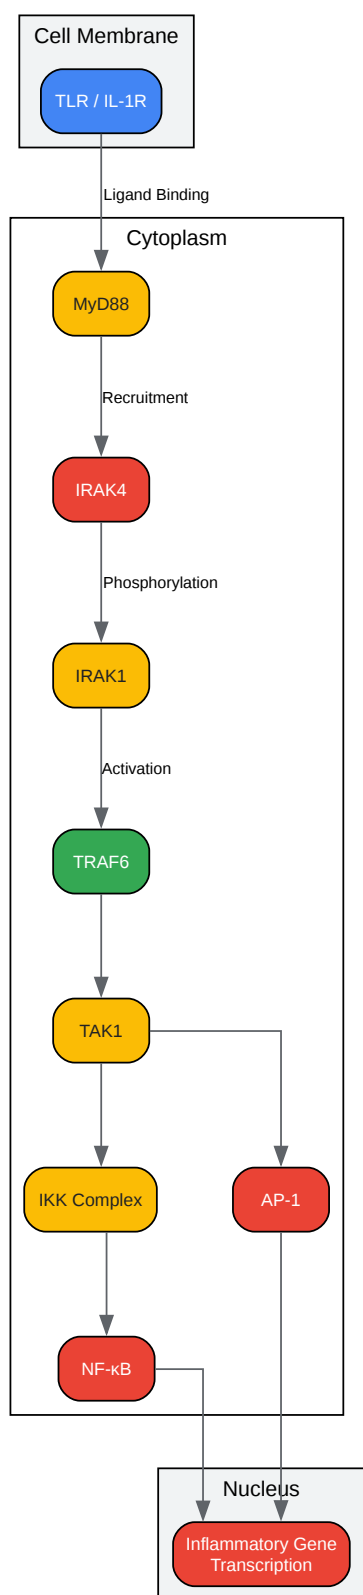 Cell Membrane
TLR / IL-1R
Ligand Binding
Cytoplasm
MyD88
Recruitment
IRAK4
Phosphorylation
IRAK1
Activation
TRAF6
TAK1
IKK Complex
AP-1
NF-κB
Nucleus
Inflammatory Gene
Transcription